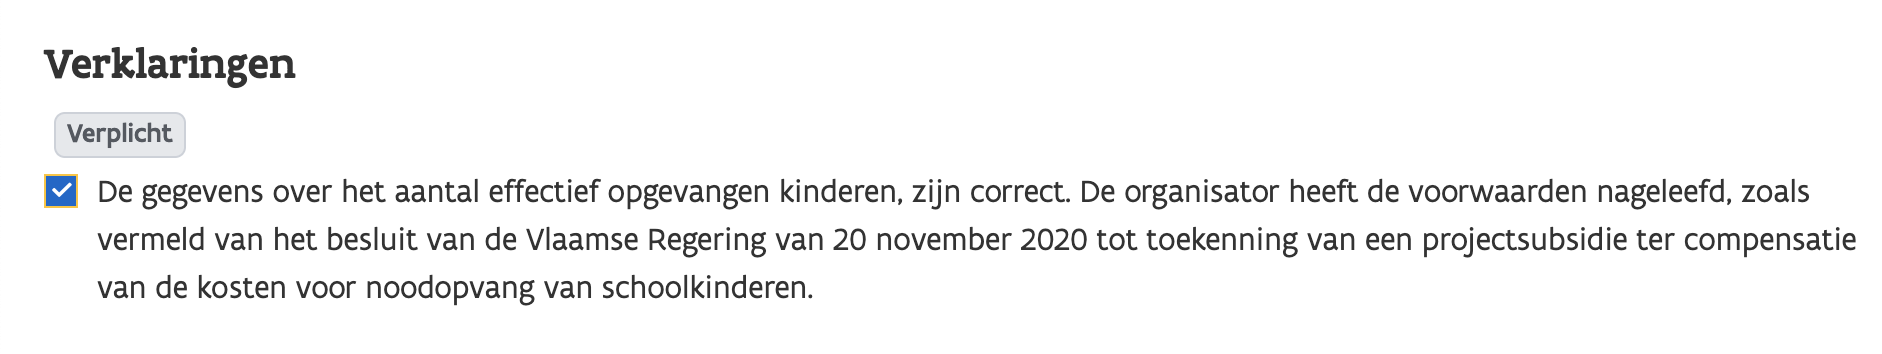 Verklaringen
Verplicht
De gegevens over het aantal effectief opgevangen kinderen, zijn correct. De organisator heeft de voorwaarden nageleefd, zoals
vermeld van het besluit van de Vlaamse Regering van 20 november 2020 tot toekenning van een projectsubsidie ter compensatie
van de kosten voor noodopvang van schoolkinderen.